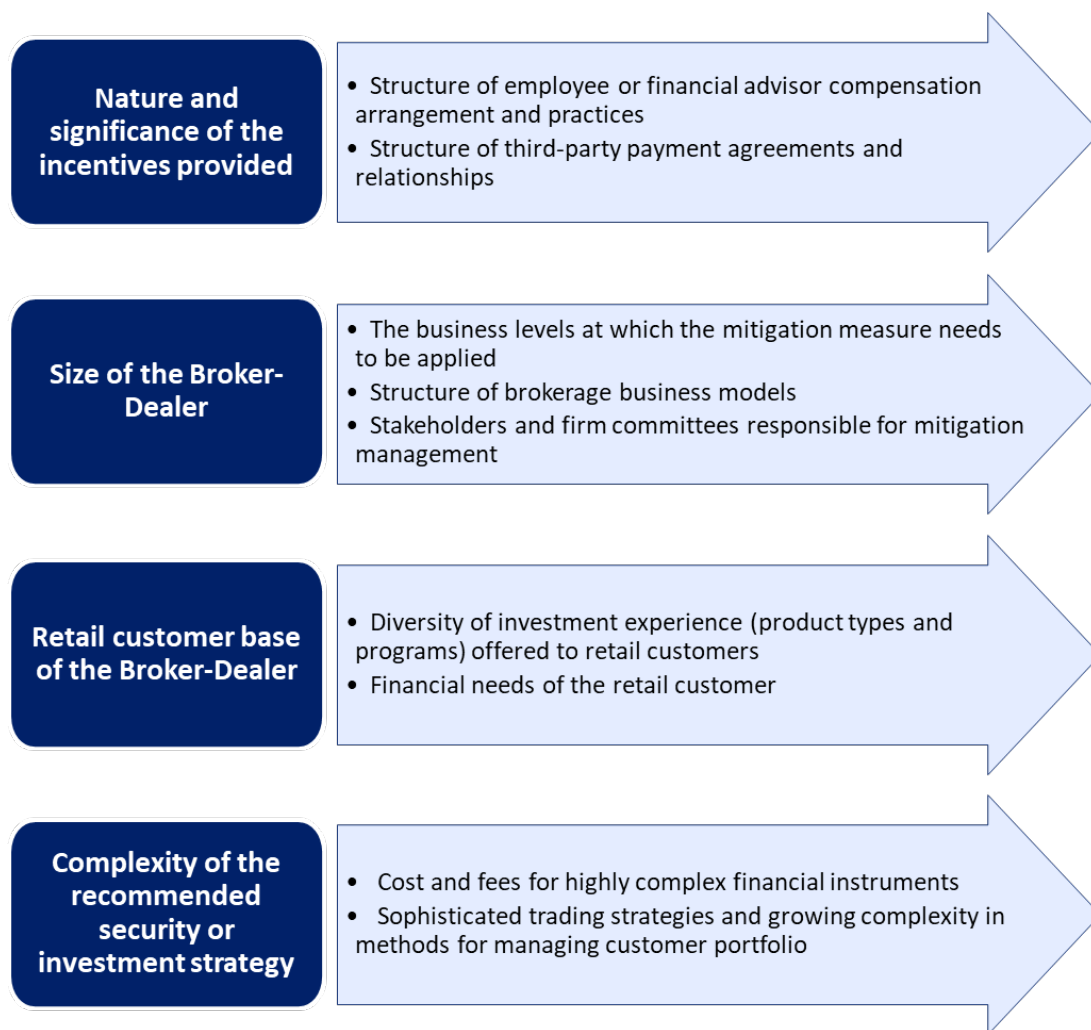 Nature and
significance of the
incentives provided
• Structure of employee or financial advisor compensation
arrangement and practices
• Structure of third-party payment agreements and
relationships
Size of the Broker-
Dealer
• The business levels at which the mitigation measure needs
to be applied
• Structure of brokerage business models
• Stakeholders and firm committees responsible for mitigation
management
Retail customer base
of the Broker-Dealer
• Diversity of investment experience (product types and
programs) offered to retail customers
• Financial needs of the retail customer
Complexity of the
recommended
security or
investment strategy
• Cost and fees for highly complex financial instruments
• Sophisticated trading strategies and growing complexity in
methods for managing customer portfolio